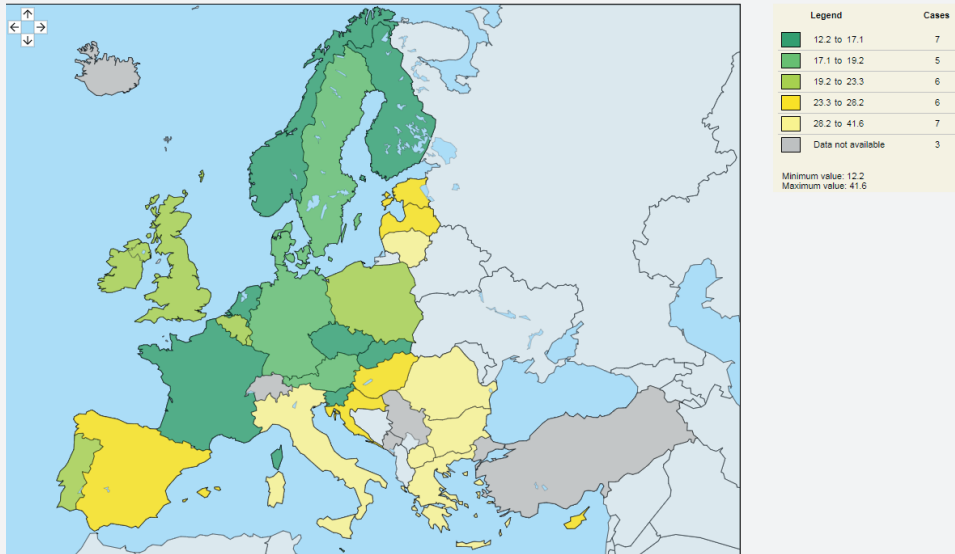 Legend Cases
12.2 to 17.1 7
17.1 to 19.2 5
19.2 to 23.3 6
23.3 to 28.2 6
28.2 to 41.6 7
Data not available 3
Minimum value: 12.2
Maximum value: 41.6